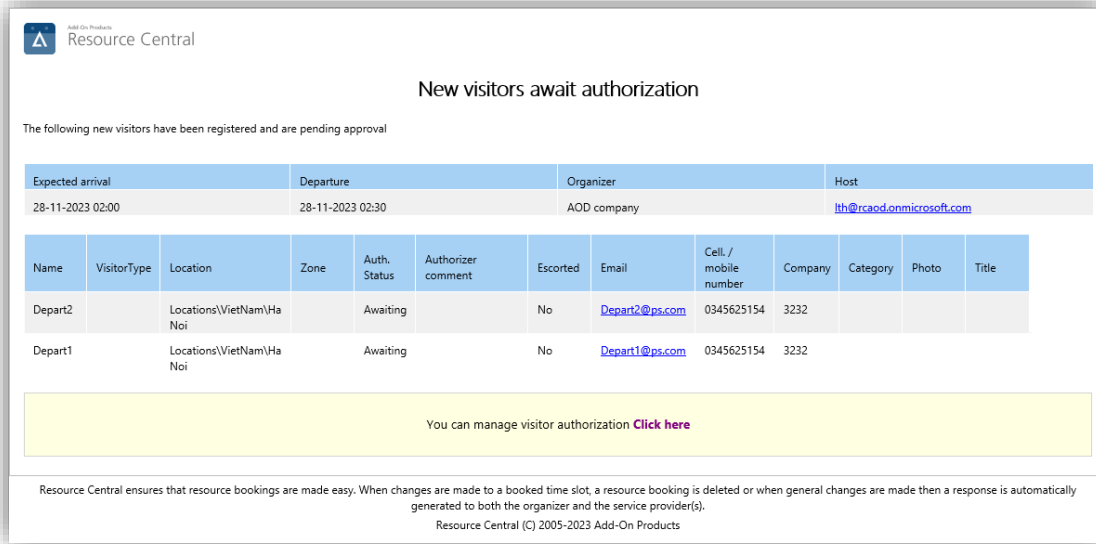 Add-On Products
Resource Central
New visitors await authorization
The following new visitors have been registered and are pending approval
Expected arrival Departure Organizer Host
28-11-2023 02:00 28-11-2023 02:30 AOD company lth@rcaod.onmicrosoft.com
Name VisitorType Location Zone Auth. Status Authorizer comment Escorted Email Cell. / mobile number Company Category Photo Title
Depart2 Locations\VietNam\Ha Noi Awaiting No Depart2@ps.com 0345625154 3232
Depart1 Locations\VietNam\Ha Noi Awaiting No Depart1@ps.com 0345625154 3232
You can manage visitor authorization Click here
Resource Central ensures that resource bookings are made easy. When changes are made to a booked time slot, a resource booking is deleted or when general changes are made then a response is automatically
generated to both the organizer and the service provider(s).
Resource Central (C) 2005-2023 Add-On Products